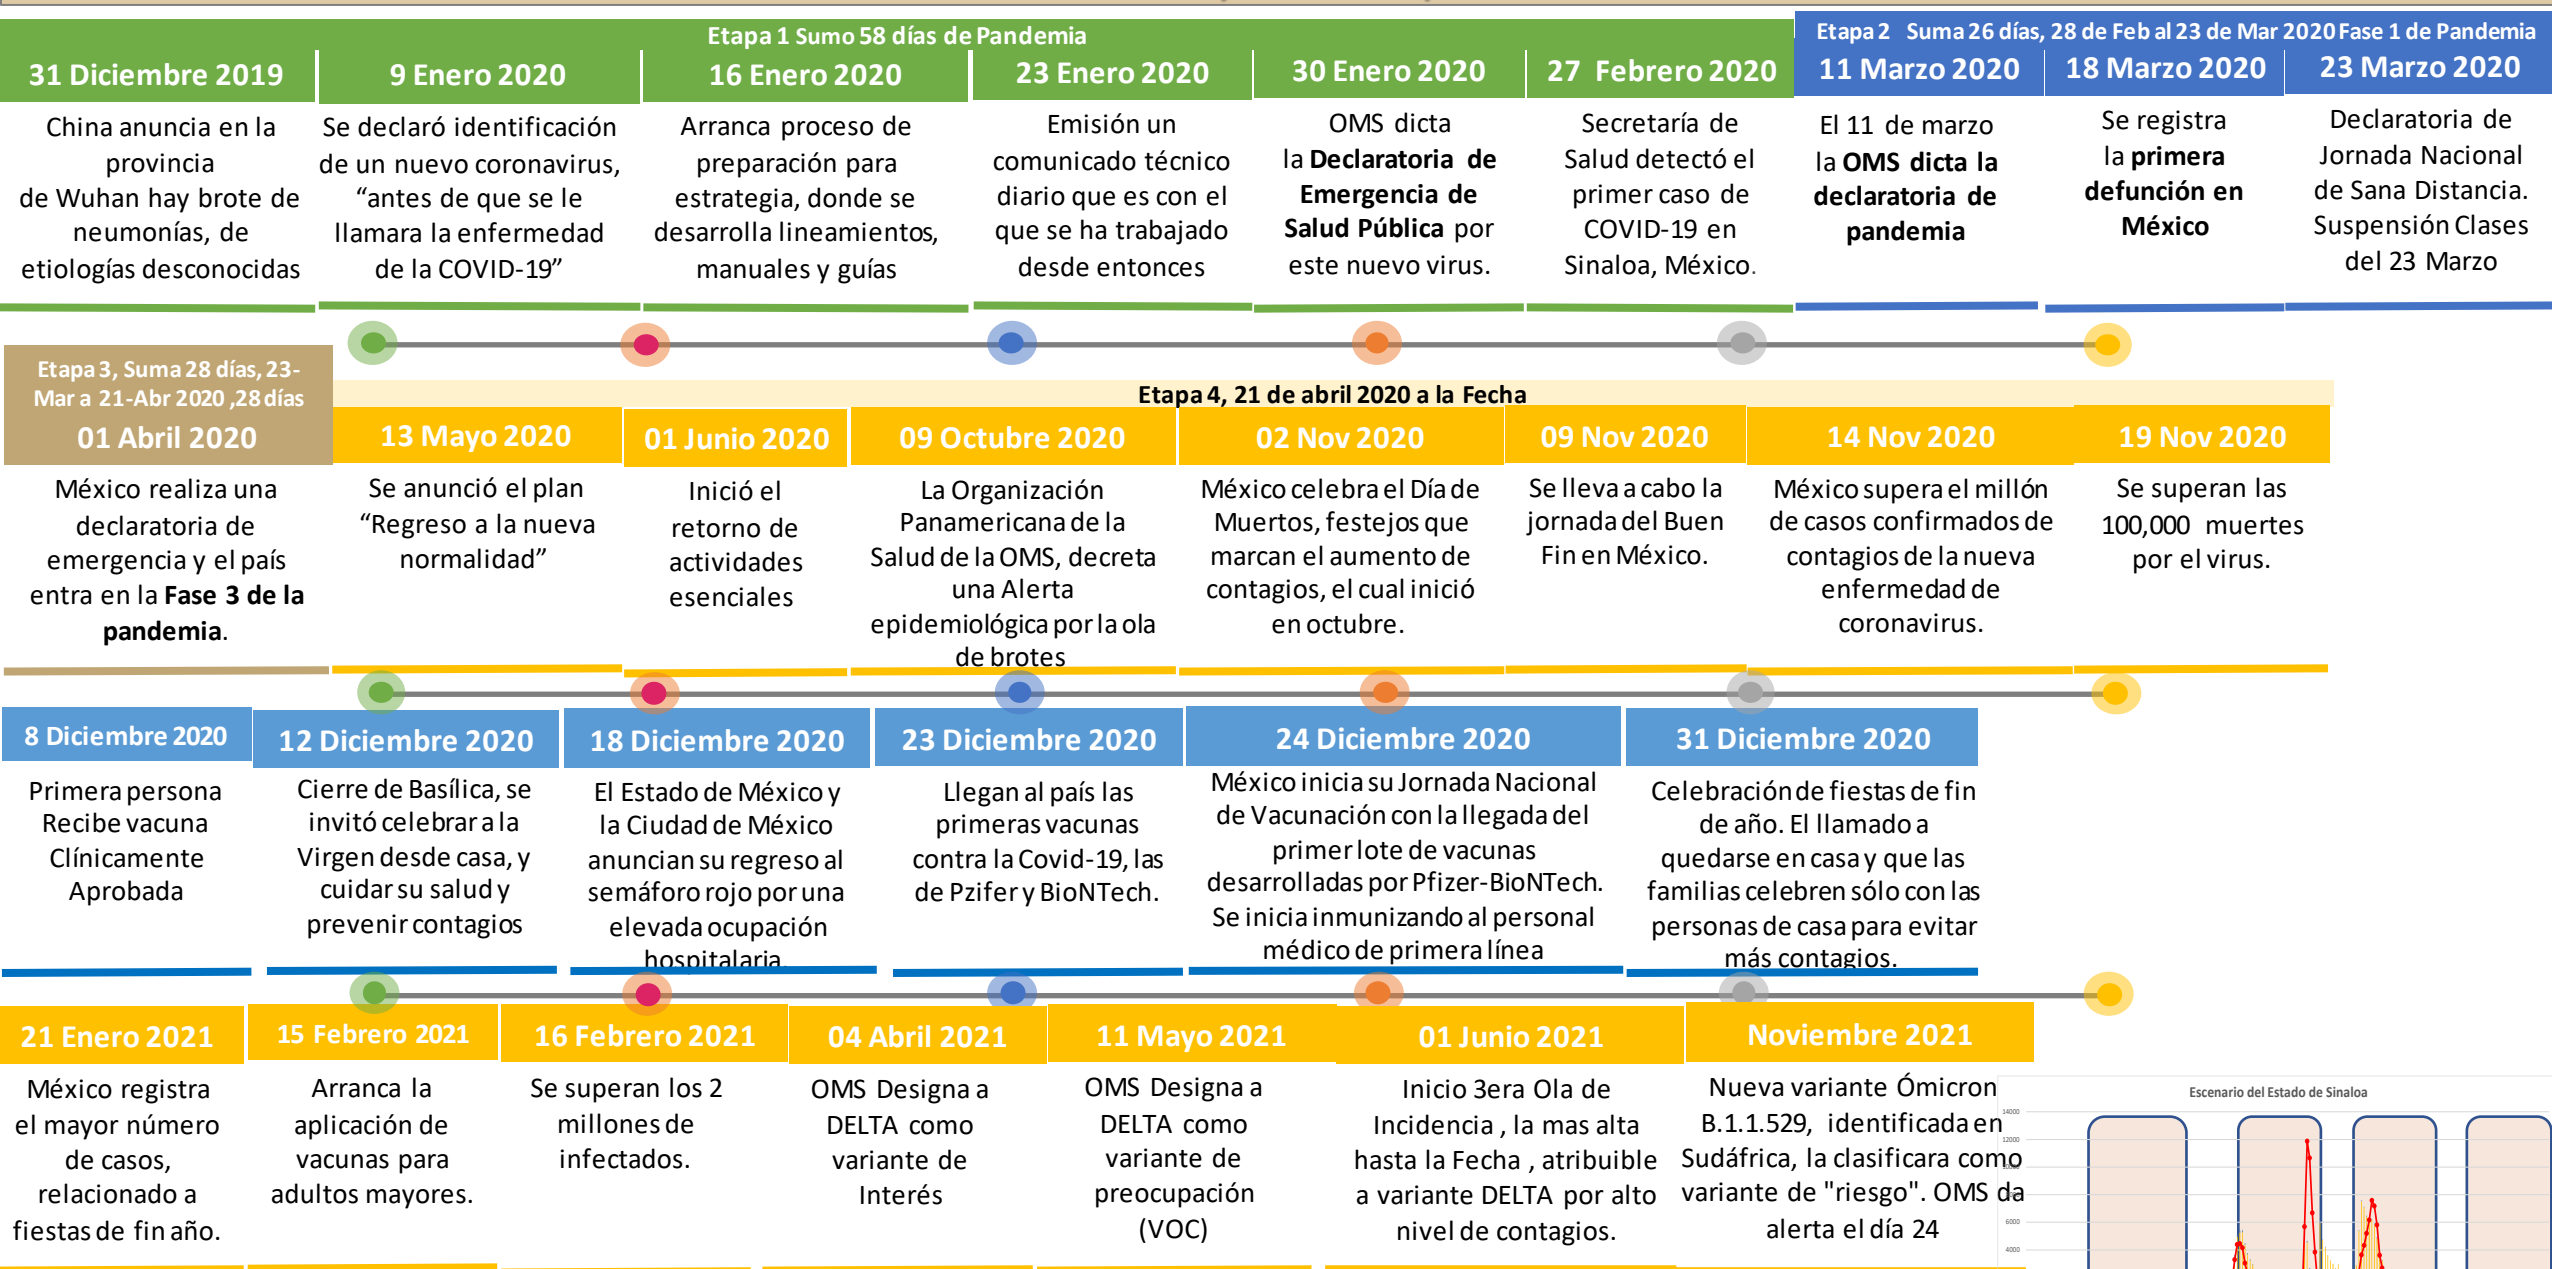 Etapa 1 Sumo 58 días de Pandemia
Etapa 2 Suma 26 días, 28 de Feb al 23 de Mar 2020 Fase 1 de Pandemia
31 Diciembre 2019
China anuncia en la
provincia
de Wuhan hay brote de
neumonías, de
etiologías desconocidas
9 Enero 2020
Se declaró identificación
de un nuevo coronavirus,
“antes de que se le
llamara la enfermedad
de la COVID-19”
16 Enero 2020
Arranca proceso de
preparación para
estrategia, donde se
desarrolla lineamientos,
manuales y guías
23 Enero 2020
Emisión un
comunicado técnico
diario que es con el
que se ha trabajado
desde entonces
30 Enero 2020
OMS dicta
la Declaratoria de
Emergencia de
Salud Pública por
este nuevo virus.
27 Febrero 2020
Secretaría de
Salud detectó el
primer caso de
COVID-19 en
Sinaloa, México.
11 Marzo 2020
El 11 de marzo
la OMS dicta la
declaratoria de
pandemia
18 Marzo 2020
Se registra
la primera
defunción en
México
23 Marzo 2020
Declaratoria de
Jornada Nacional
de Sana Distancia.
Suspensión Clases
del 23 Marzo
Etapa 3, Suma 28 días, 23-
Mar a 21-Abr 2020 ,28 días
01 Abril 2020
México realiza una
declaratoria de
emergencia y el país
entra en la Fase 3 de la
pandemia.
Etapa 4, 21 de abril 2020 a la Fecha
13 Mayo 2020
Se anunció el plan
“Regreso a la nueva
normalidad”
01 Junio 2020
Inició el
retorno de
actividades
esenciales
09 Octubre 2020
La Organización
Panamericana de la
Salud de la OMS, decreta
una Alerta
epidemiológica por la ola
de brotes
02 Nov 2020
México celebra el Día de
Muertos, festejos que
marcan el aumento de
contagios, el cual inició
en octubre.
09 Nov 2020
Se lleva a cabo la
jornada del Buen
Fin en México.
14 Nov 2020
México supera el millón
de casos confirmados de
contagios de la nueva
enfermedad de
coronavirus.
19 Nov 2020
Se superan las
100,000 muertes
por el virus.
8 Diciembre 2020
Primera persona
Recibe vacuna
Clínicamente
Aprobada
12 Diciembre 2020
Cierre de Basílica, se
invitó celebrar a la
Virgen desde casa, y
cuidar su salud y
prevenir contagios
18 Diciembre 2020
El Estado de México y
la Ciudad de México
anuncian su regreso al
semáforo rojo por una
elevada ocupación
hospitalaria.
23 Diciembre 2020
Llegan al país las
primeras vacunas
contra la Covid-19, las
de Pzifer y BioNTech.
24 Diciembre 2020
México inicia su Jornada Nacional
de Vacunación con la llegada del
primer lote de vacunas
desarrolladas por Pfizer-BioNTech.
Se inicia inmunizando al personal
médico de primera línea
31 Diciembre 2020
Celebración de fiestas de fin
de año. El llamado a
quedarse en casa y que las
familias celebren sólo con las
personas de casa para evitar
más contagios.
21 Enero 2021
México registra
el mayor número
de casos,
relacionado a
fiestas de fin año.
15 Febrero 2021
Arranca la
aplicación de
vacunas para
adultos mayores.
16 Febrero 2021
Se superan los 2
millones de
infectados.
04 Abril 2021
OMS Designa a
DELTA como
variante de
Interés
11 Mayo 2021
OMS Designa a
DELTA como
variante de
preocupación
(VOC)
01 Junio 2021
Inicio 3era Ola de
Incidencia , la mas alta
hasta la Fecha , atribuible
a variante DELTA por alto
nivel de contagios.
Noviembre 2021
Nueva variante Ómicron
B.1.1.529, identificada en
Sudáfrica, la clasificara como
variante de "riesgo". OMS da
alerta el día 24
Escenario del Estado de Sinaloa
14000
12000
6000
4000